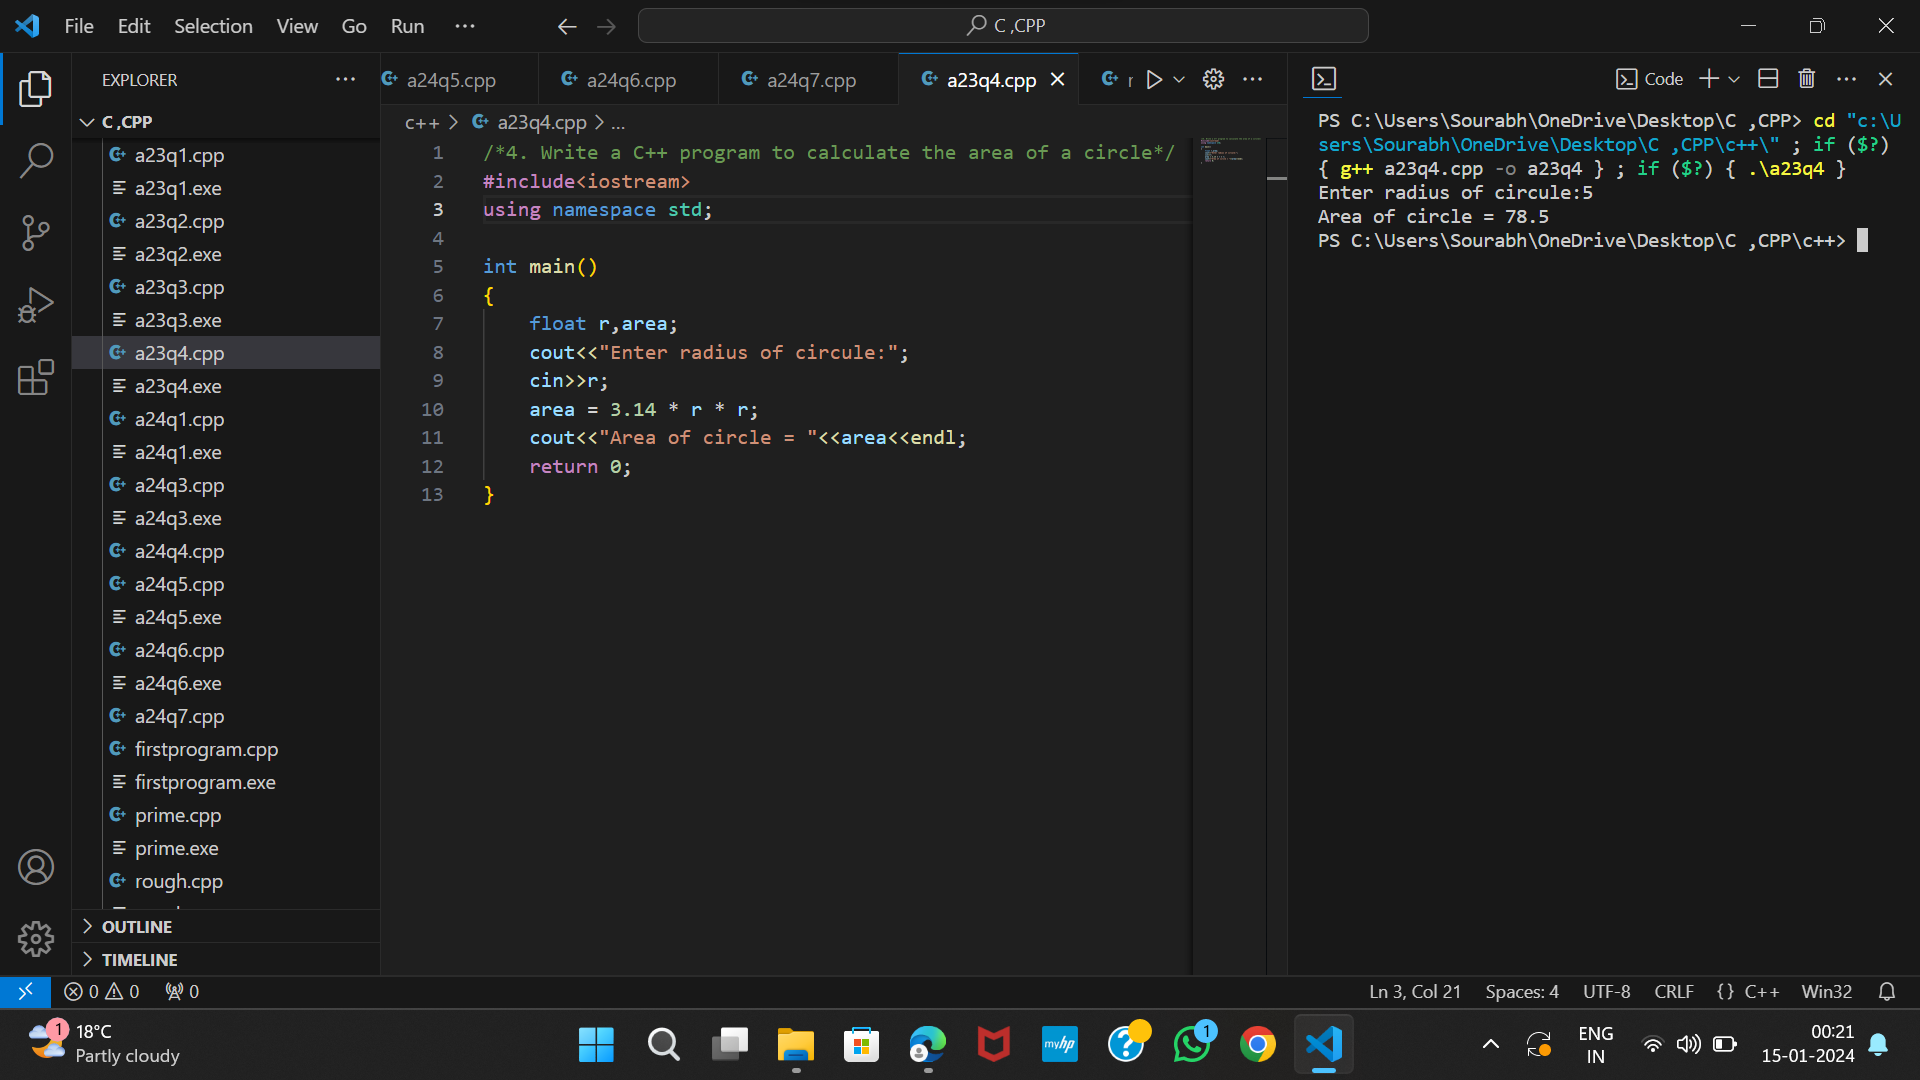 File Edit Selection View Go Run
C ,CPP
EXPLORER
C ,CPP
a23q1.cpp
a23q1.exe
a23q2.cpp
a23q2.exe
a23q3.cpp
a23q3.exe
a23q4.cpp
a23q4.exe
a24q1.cpp
a24q1.exe
a24q3.cpp
a24q3.exe
a24q4.cpp
a24q5.cpp
a24q5.exe
a24q6.cpp
a24q6.exe
a24q7.cpp
firstprogram.cpp
firstprogram.exe
prime.cpp
prime.exe
rough.cpp
OUTLINE
TIMELINE
a24q5.cpp a24q6.cpp a24q7.cpp a23q4.cpp
c++ > a23q4.cpp > ...
1 /*4. Write a C++ program to calculate the area of a circle*/
2 #include<iostream>
3 using namespace std;
4
5 int main()
6 {
7 float r,area;
8 cout<<"Enter radius of circule:";
9 cin>>r;
10 area = 3.14 * r * r;
11 cout<<"Area of circle = "<<area<<endl;
12 return 0;
13 }
Code
PS C:\Users\Sourabh\OneDrive\Desktop\C ,CPP> cd "c:\U
sers\Sourabh\OneDrive\Desktop\C ,CPP\c++\" ; if ($?)
{ g++ a23q4.cpp -o a23q4 } ; if ($?) { .\a23q4 }
Enter radius of circule:5
Area of circle = 78.5
PS C:\Users\Sourabh\OneDrive\Desktop\C ,CPP\c++>
0 0 0
Ln 3, Col 21 Spaces: 4 UTF-8 CRLF {} C++ Win32
1
18°C
Partly cloudy
myhp
?
1
ENG
IN
00:21
15-01-2024